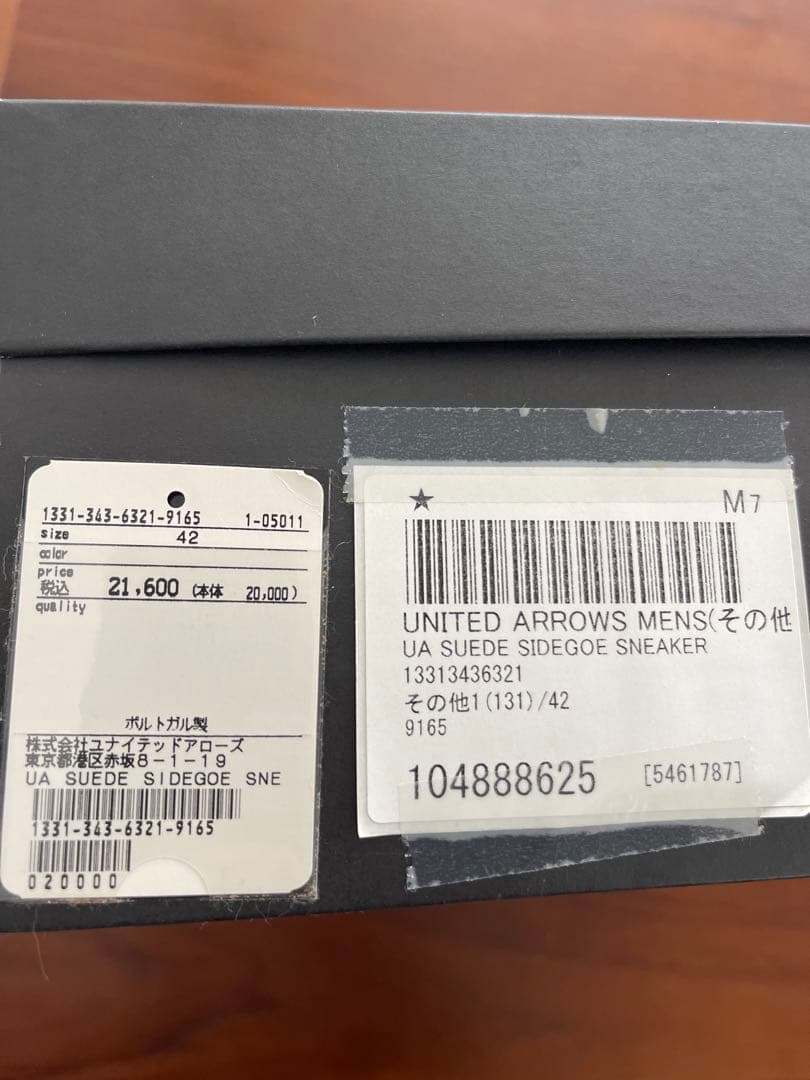 1331-343-6321-9165 1-05011
size 42
color
price
税込 21,600 (本体 20,000)
quality
ポルトガル製
株式会社ユナイテッドアローズ
東京都港区赤坂8-1-19
UA SUEDE SIDEGOE SNE
1331-343-6321-9165
020000
★ M7
UNITED ARROWS MENS(その他
UA SUEDE SIDEGOE SNEAKER
13313436321
その他1(131)/42
9165
104888625 [5461787]